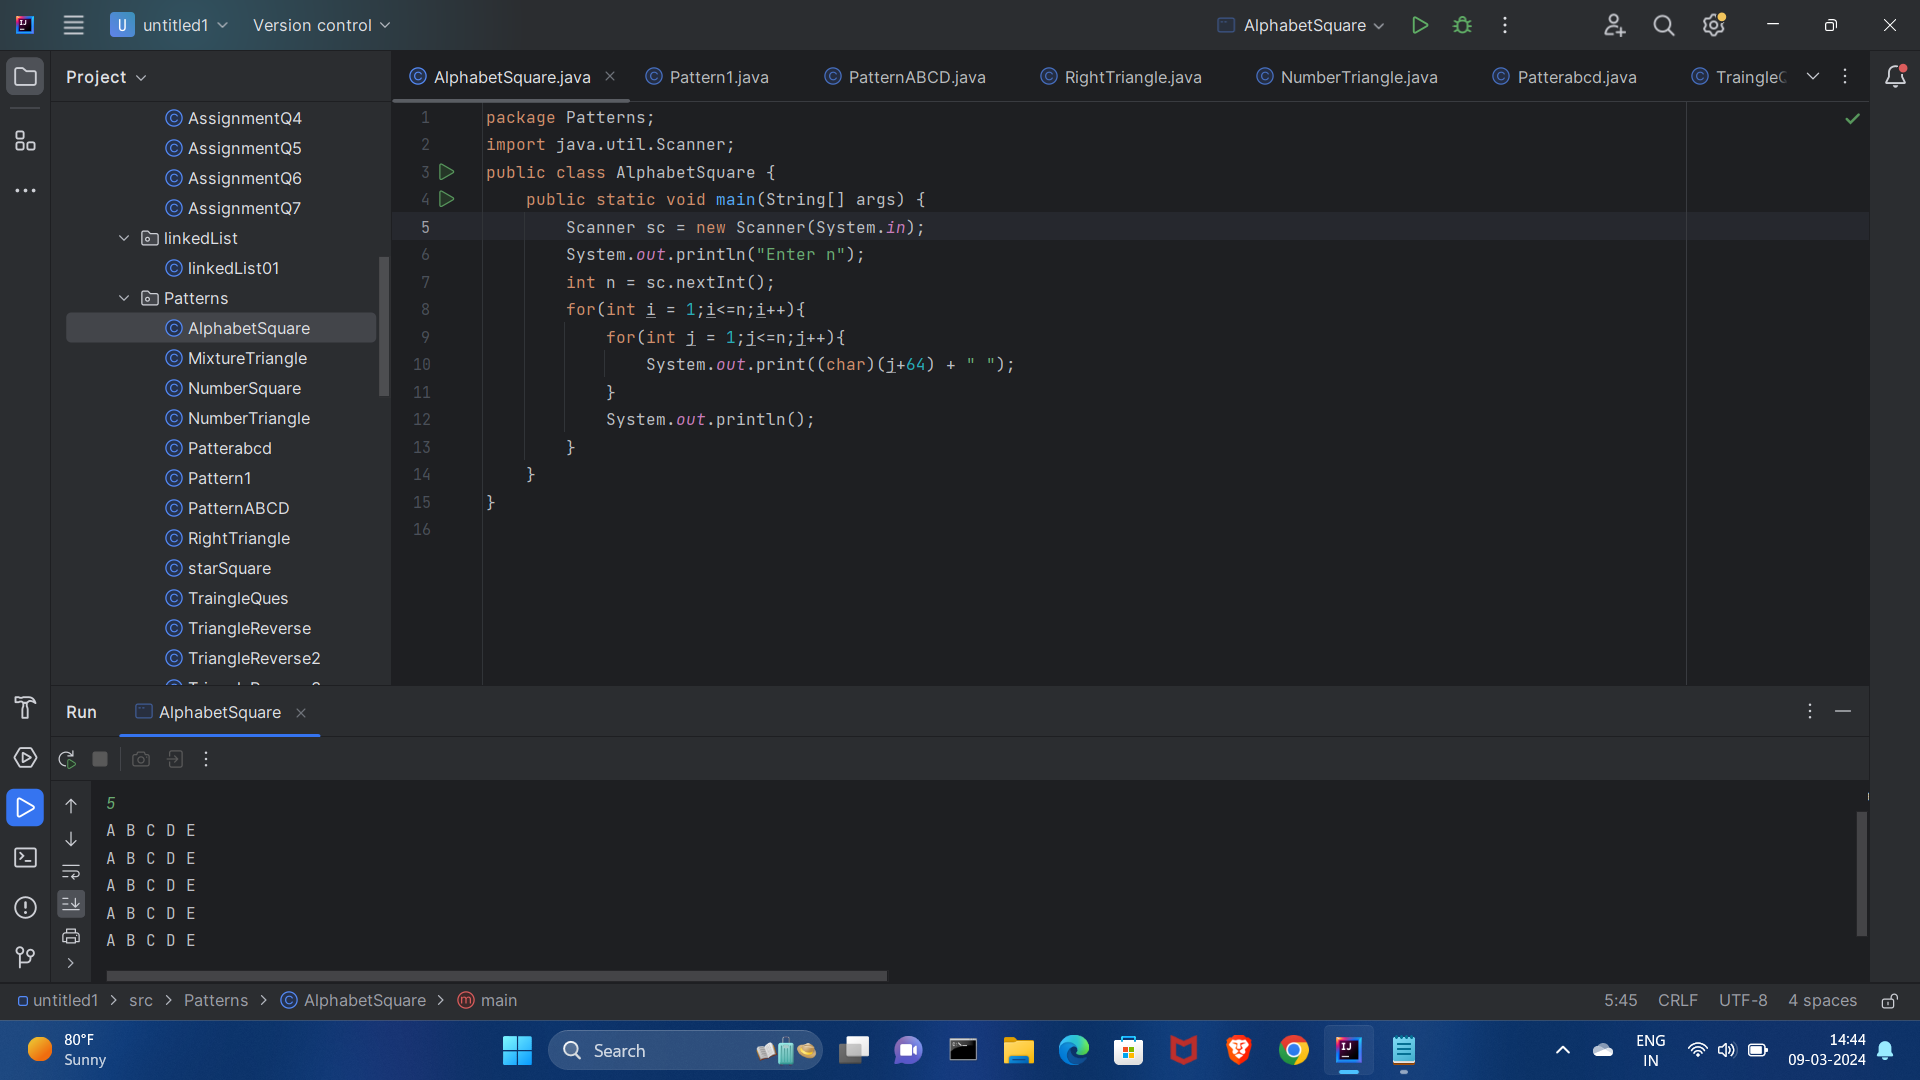 U untitled1 Version control AlphabetSquare
Project
AlphabetSquare.java Pattern1.java PatternABCD.java RightTriangle.java NumberTriangle.java Patterabcd.java Traingle
AssignmentQ4
AssignmentQ5
AssignmentQ6
AssignmentQ7
linkedList
linkedList01
Patterns
AlphabetSquare
MixtureTriangle
NumberSquare
NumberTriangle
Patterabcd
Pattern1
PatternABCD
RightTriangle
starSquare
TraingleQues
TriangleReverse
TriangleReverse2
1 package Patterns;
2 import java.util.Scanner;
3 public class AlphabetSquare {
4 public static void main(String[] args) {
5 Scanner sc = new Scanner(System.in);
6 System.out.println("Enter n");
7 int n = sc.nextInt();
8 for(int i = 1;i<=n;i++){
9 for(int j = 1;j<=n;j++){
10 System.out.print((char)(j+64) + " ");
11 }
12 System.out.println();
13 }
14 }
15 }
16
Run AlphabetSquare
5
A B C D E
A B C D E
A B C D E
A B C D E
A B C D E
untitled1 > src > Patterns > AlphabetSquare > main
5:45 CRLF UTF-8 4 spaces
80°F
Sunny
Search
ENG
IN
14:44
09-03-2024